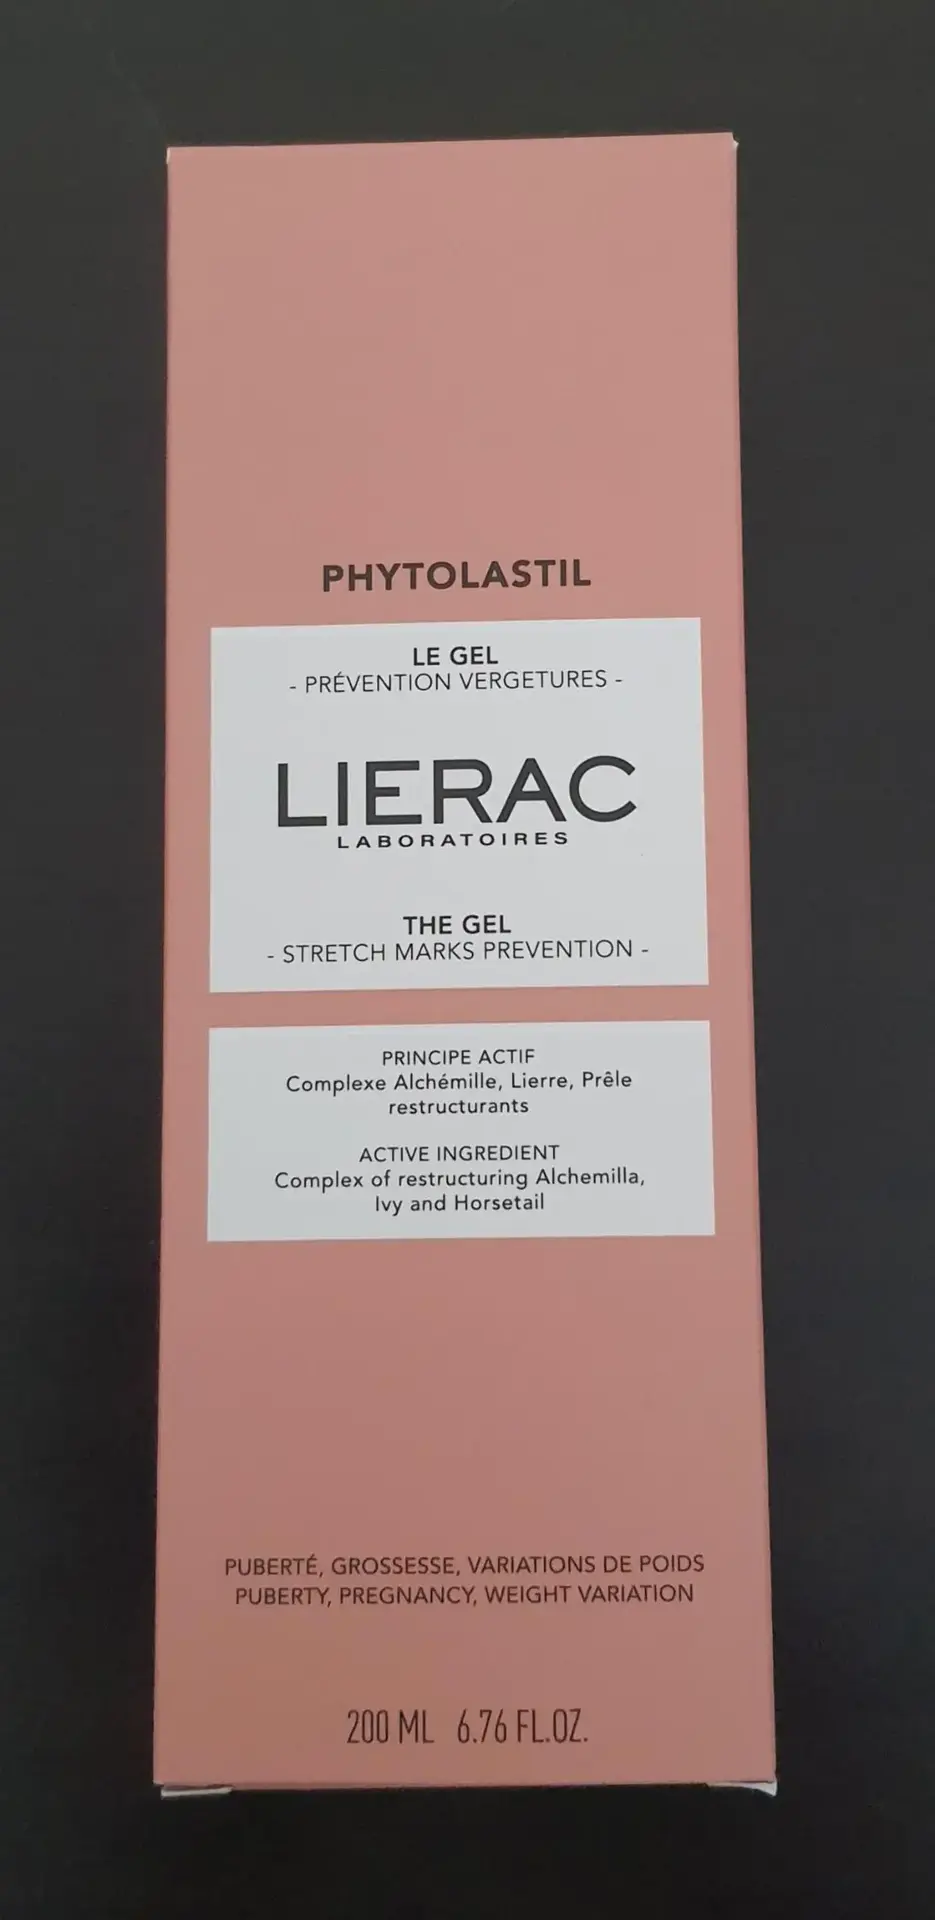 PHYTOLASTIL
LE GEL
- PRÉVENTION VERGETURES -
LIERAC
LABORATOIRES
THE GEL
- STRETCH MARKS PREVENTION -
PRINCIPE ACTIF
Complexe Alchémille, Lierre, Prêle
restructurants
ACTIVE INGREDIENT
Complex of restructuring Alchemilla,
Ivy and Horsetail
PUBERTÉ, GROSSESSE, VARIATIONS DE POIDS
PUBERTY, PREGNANCY, WEIGHT VARIATION
200 ML 6.76 FL.OZ.